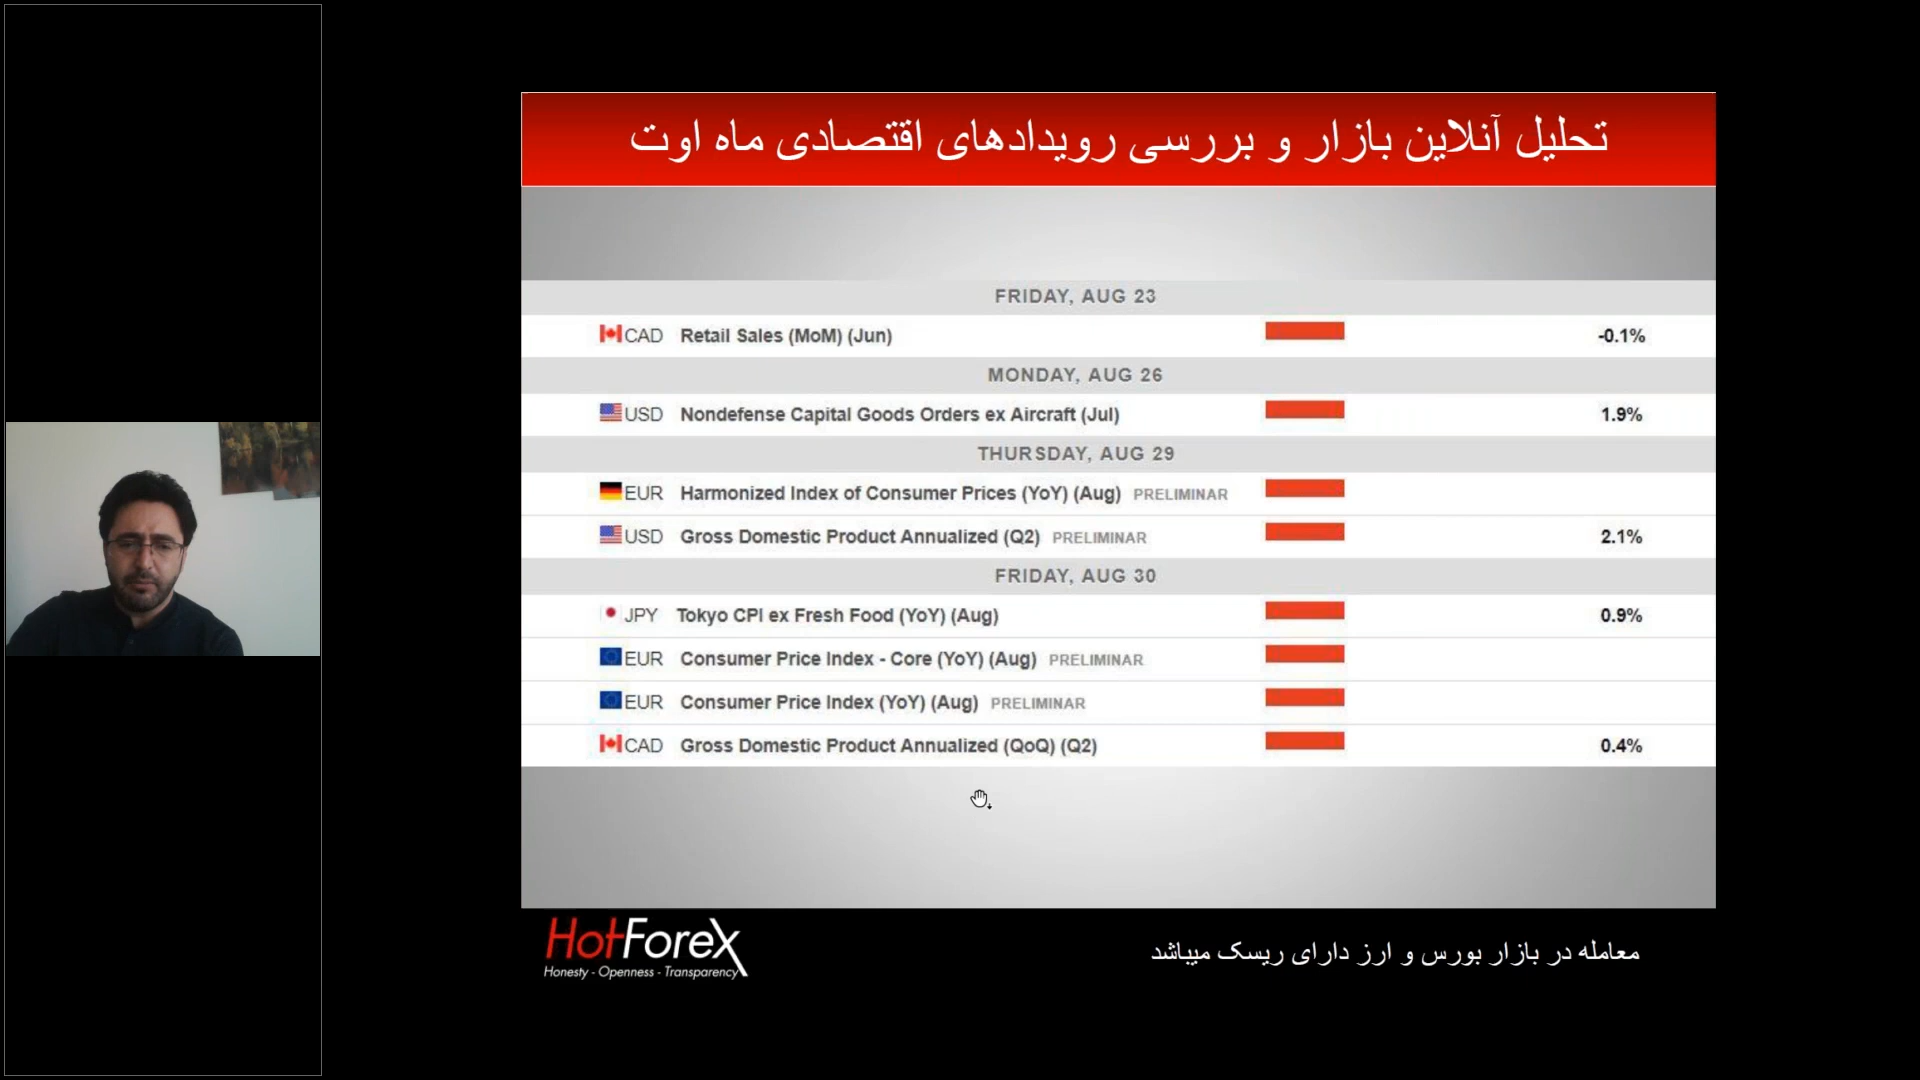 تحلیل آنلاین بازار و بررسی رویدادهای اقتصادی ماه اوت
FRIDAY, AUG 23
CAD Retail Sales (MoM) (Jun) -0.1%
MONDAY, AUG 26
USD Nondefense Capital Goods Orders ex Aircraft (Jul) 1.9%
THURSDAY, AUG 29
EUR Harmonized Index of Consumer Prices (YoY) (Aug) PRELIMINAR
USD Gross Domestic Product Annualized (Q2) PRELIMINAR 2.1%
FRIDAY, AUG 30
JPY Tokyo CPI ex Fresh Food (YoY) (Aug) 0.9%
EUR Consumer Price Index - Core (YoY) (Aug) PRELIMINAR
EUR Consumer Price Index (YoY) (Aug) PRELIMINAR
CAD Gross Domestic Product Annualized (QoQ) (Q2) 0.4%
HotForex
Honesty - Openness - Transparency
معامله در بازار بورس و ارز دارای ریسک میباشد